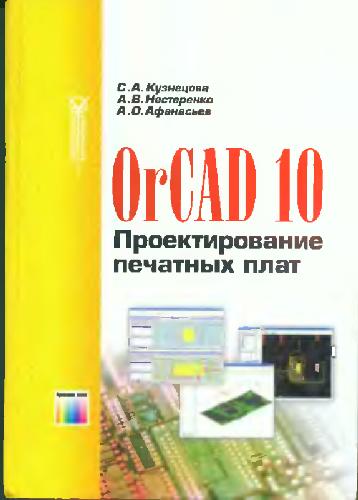 С.А.Кузнецова
А.В.Нестеренко
А.О.Афанасьев
OrCAD 10
Проектирование
печатных плат